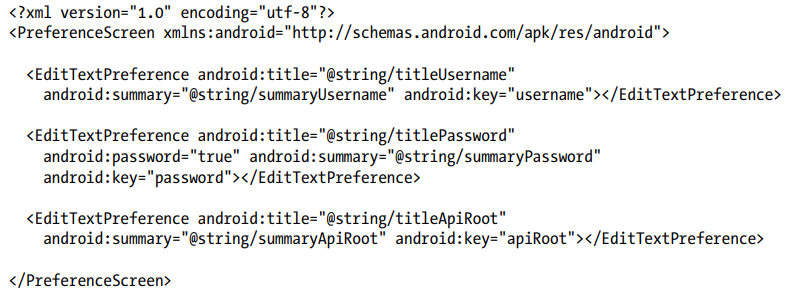 <?xml version="1.0" encoding="utf-8"?>
<PreferenceScreen xmlns:android="http://schemas.android.com/apk/res/android">
<EditTextPreference android:title="@string/titleUsername"
android:summary="@string/summaryUsername" android:key="username"></EditTextPreference>
<EditTextPreference android:title="@string/titlePassword"
android:password="true" android:summary="@string/summaryPassword"
android:key="password"></EditTextPreference>
<EditTextPreference android:title="@string/titleApiRoot"
android:summary="@string/summaryApiRoot" android:key="apiRoot"></EditTextPreference>
</PreferenceScreen>